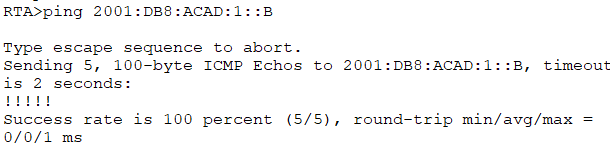 RTA>ping 2001:DB8:ACAD:1::B
Type escape sequence to abort.
Sending 5, 100-byte ICMP Echos to 2001:DB8:ACAD:1::B, timeout
is 2 seconds:
!!!!!
Success rate is 100 percent (5/5), round-trip min/avg/max =
0/0/1 ms